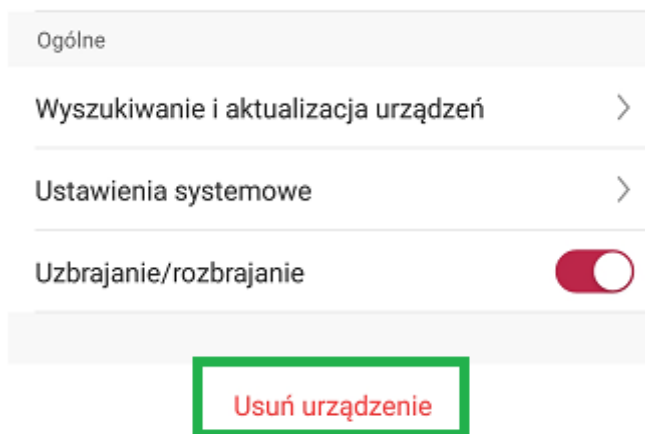 Ogólne
Wyszukiwanie i aktualizacja urządzeń
Ustawienia systemowe
Uzbrajanie/rozbrajanie
Usuń urządzenie